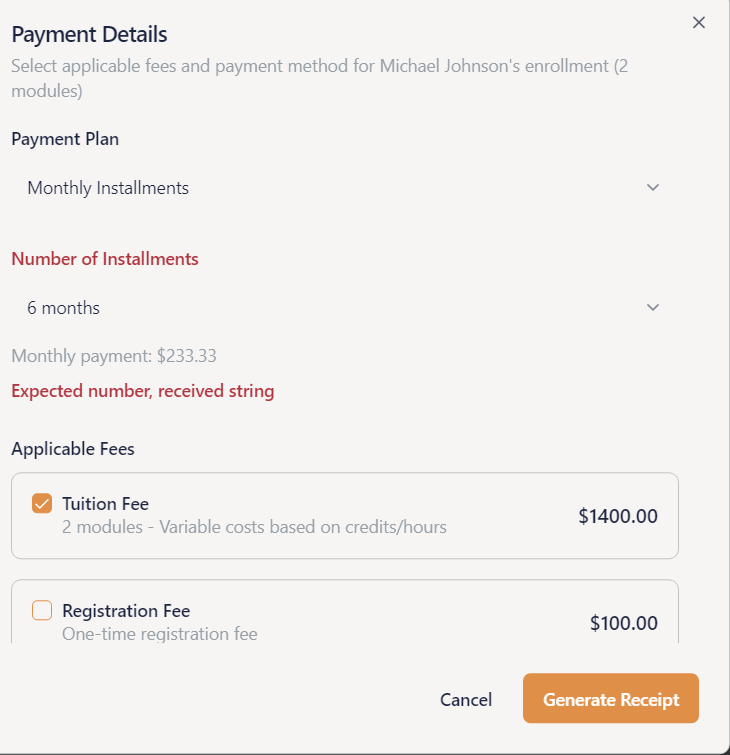 Payment Details
Select applicable fees and payment method for Michael Johnson's enrollment (2
modules)
Payment Plan
Monthly Installments
Number of Installments
6 months
Monthly payment: $233.33
Expected number, received string
Applicable Fees
Tuition Fee
2 modules - Variable costs based on credits/hours
$1400.00
Registration Fee
One-time registration fee
$100.00
Cancel
Generate Receipt